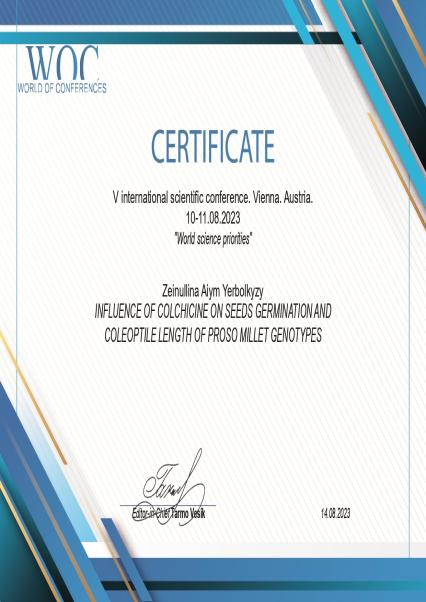 WOC
WORLD OF CONFERENCES
CERTIFICATE
V international scientific conference. Vienna. Austria.
10-11.08.2023
"World science priorities"
Zeinullina Aiym Yerbolkyzy
INFLUENCE OF COLCHICINE ON SEEDS GERMINATION AND
COLEOPTILE LENGTH OF PROSO MILLET GENOTYPES
Editor-in-Chief Tarmo Vesik
14.08.2023